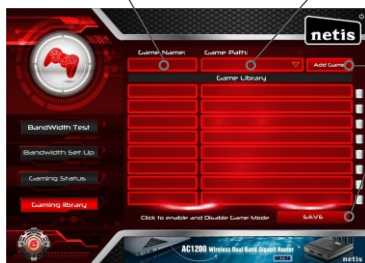 netis
Game Name: Game Path:
Add Game
Game Library
BandWidth Test
Bandwidth Set Up
Gaming Status
Gaming library
Click to enable and Disable Game Mode SAVE
AC1200 Wireless Dual Band Gigabit Router
netis